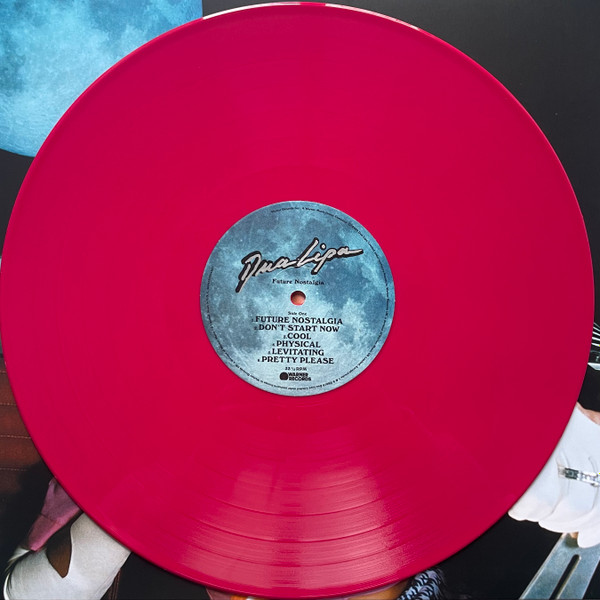 Dua Lipa
Future Nostalgia
Side One
1. FUTURE NOSTALGIA
2. DON'T START NOW
3. COOL
4. PHYSICAL
5. LEVITATING
6. PRETTY PLEASE
33 ⅓ RPM
WARNER
RECORDS